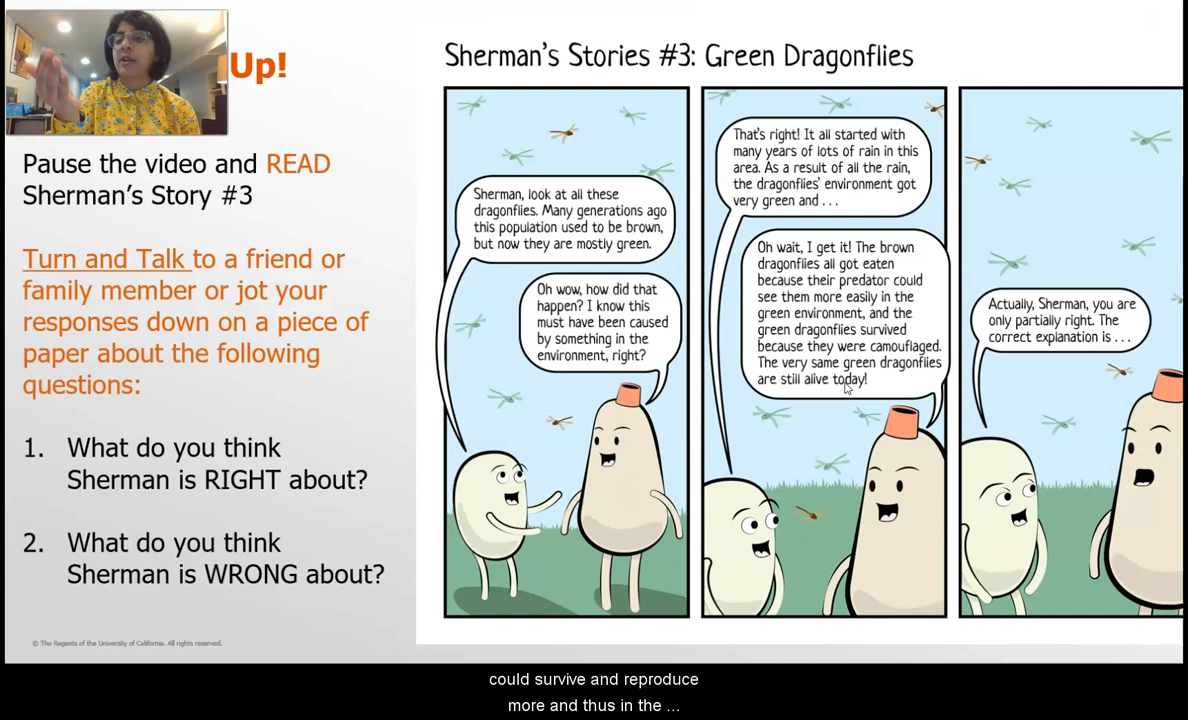 Up!
Pause the video and READ
Sherman's Story #3
Turn and Talk to a friend or
family member or jot your
responses down on a piece of
paper about the following
questions:
1. What do you think
Sherman is RIGHT about?
2. What do you think
Sherman is WRONG about?
© The Regents of the University of California. All rights reserved.
Sherman's Stories #3: Green Dragonflies
Sherman, look at all these
dragonflies. Many generations ago
this population used to be brown,
but now they are mostly green.
Oh wow, how did that
happen? I know this
must have been caused
by something in the
environment, right?
That's right! It all started with
many years of lots of rain in this
area. As a result of all the rain,
the dragonflies' environment got
very green and . . .
Oh wait, I get it! The brown
dragonflies all got eaten
because their predator could
see them more easily in the
green environment, and the
green dragonflies survived
because they were camouflaged.
The very same green dragonflies
are still alive today!
Actually, Sherman, you are
only partially right. The
correct explanation is . . .
could survive and reproduce
more and thus in the ...